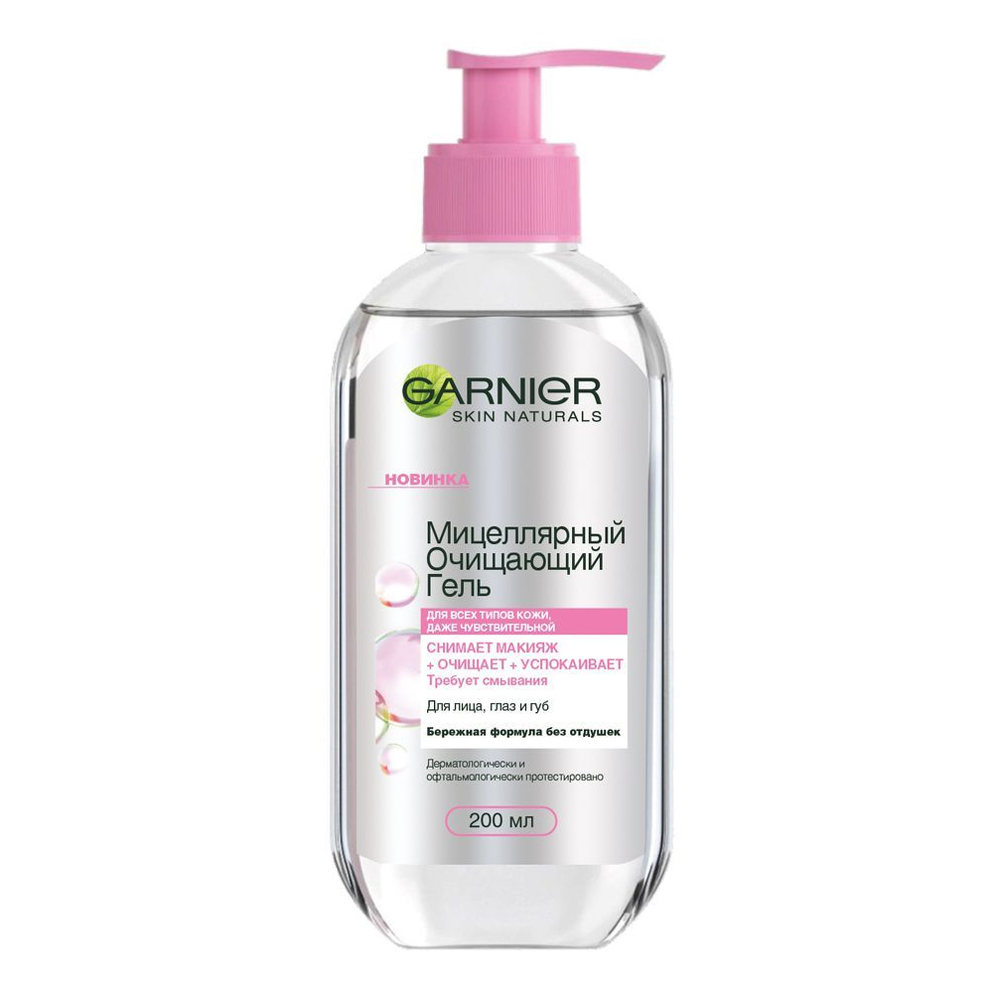 GARNIER
SKIN NATURALS
НОВИНКА
Мицеллярный
Очищающий
Гель
ДЛЯ ВСЕХ ТИПОВ КОЖИ,
ДАЖЕ ЧУВСТВИТЕЛЬНОЙ
СНИМАЕТ МАКИЯЖ
+ ОЧИЩАЕТ + УСПОКАИВАЕТ
Требует смывания
Для лица, глаз и губ
Бережная формула без отдушек
Дерматологически и
офтальмологически протестировано
200 мл